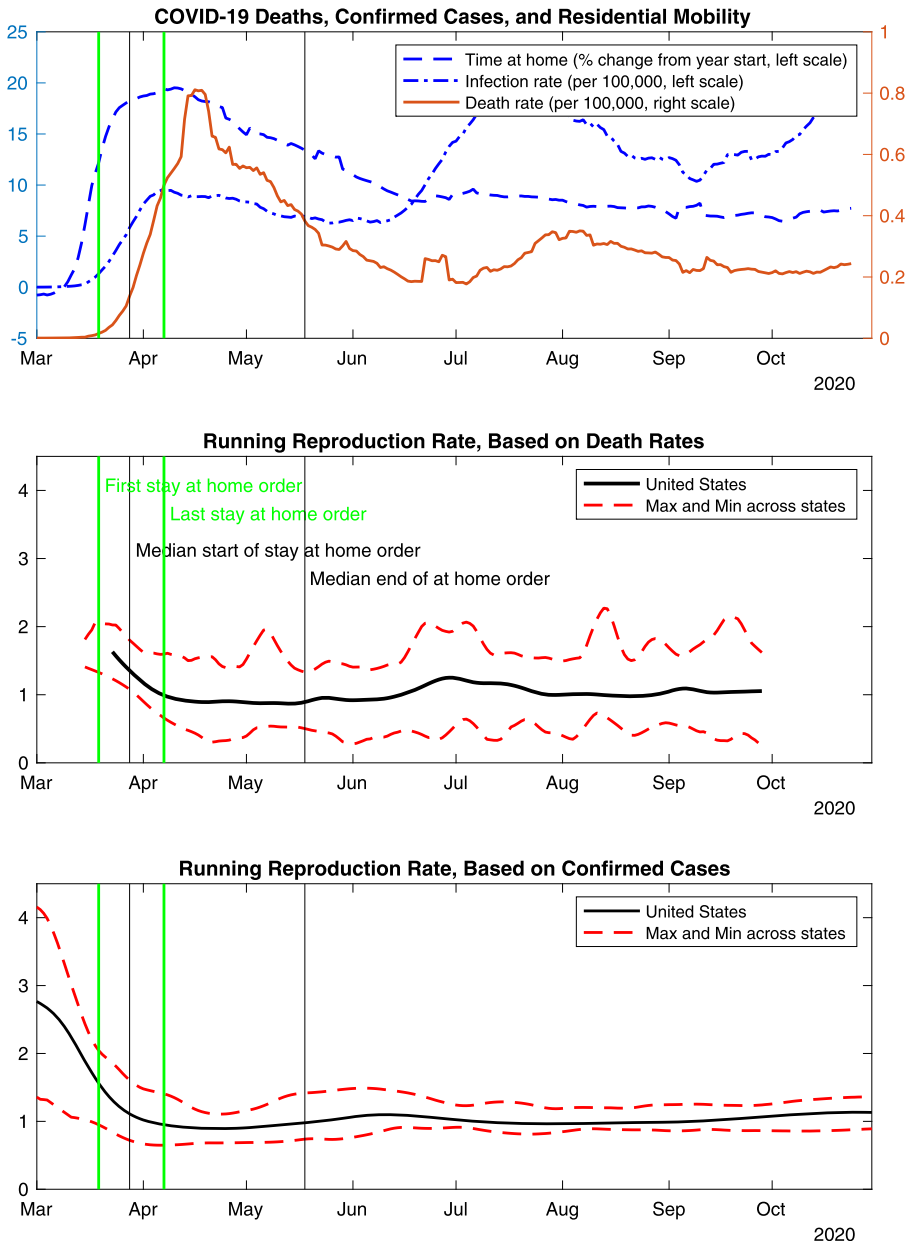 COVID-19 Deaths, Confirmed Cases, and Residential Mobility
25
20
15
10
5
0
-5
1
0.8
0.6
0.4
0.2
0
Time at home (% change from year start, left scale)
Infection rate (per 100,000, left scale)
Death rate (per 100,000, right scale)
Mar Apr May Jun Jul Aug Sep Oct
2020
Running Reproduction Rate, Based on Death Rates
4
3
2
1
0
United States
Max and Min across states
First stay at home order
Last stay at home order
Median start of stay at home order
Median end of at home order
Mar Apr May Jun Jul Aug Sep Oct
2020
Running Reproduction Rate, Based on Confirmed Cases
4
3
2
1
0
United States
Max and Min across states
Mar Apr May Jun Jul Aug Sep Oct
2020